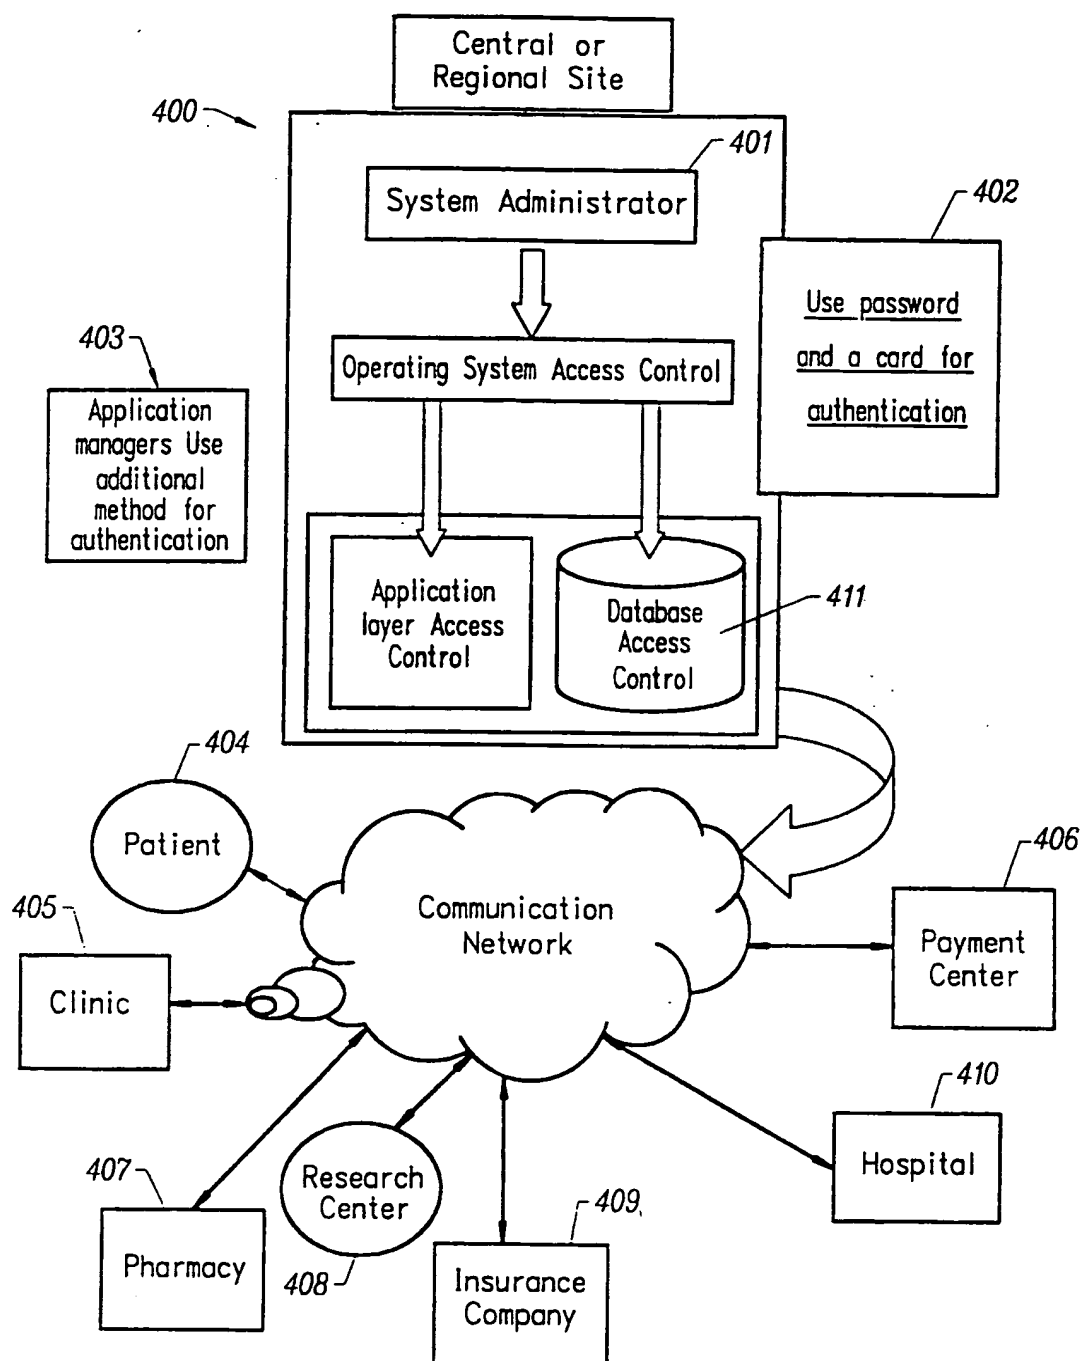 Central or
Regional Site
400
401
System Administrator
402
Use password
and a card for
authentication
Operating System Access Control
403
Application
managers Use
additional
method for
authentication
Application
layer Access
Control
Database
Access
Control
411
404
Patient
405
Clinic
Communication
Network
406
Payment
Center
410
Hospital
407
Pharmacy
Research
Center
408
409
Insurance
Company